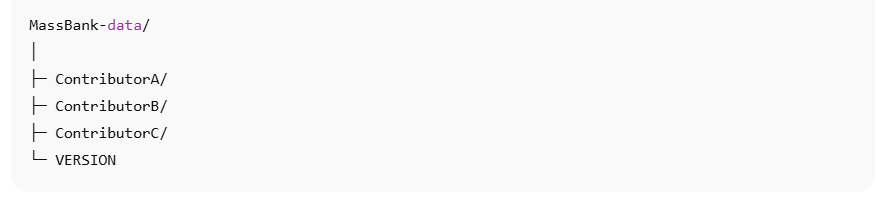 MassBank-data/
│
├─ ContributorA/
├─ ContributorB/
├─ ContributorC/
└─ VERSION